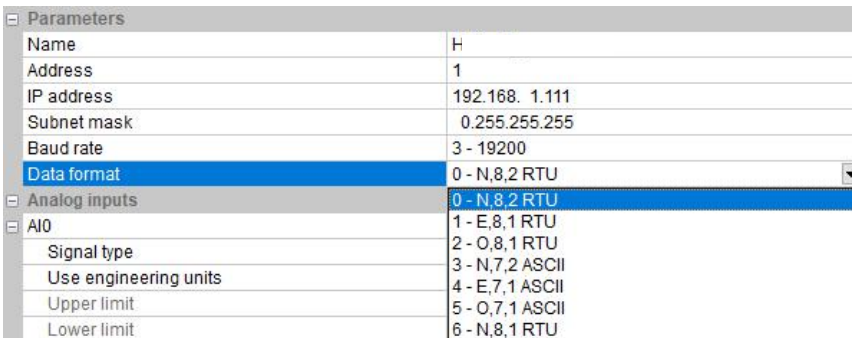 Parameters
Name H
Address 1
IP address 192.168. 1.111
Subnet mask 0.255.255.255
Baud rate 3 - 19200
Data format 0 - N,8,2 RTU
Analog inputs 0 - N,8,2 RTU
AI0 1 - E,8,1 RTU
Signal type 2 - O,8,1 RTU
Use engineering units 3 - N,7,2 ASCII
4 - E,7,1 ASCII
Upper limit 5 - O,7,1 ASCII
Lower limit 6 - N,8,1 RTU